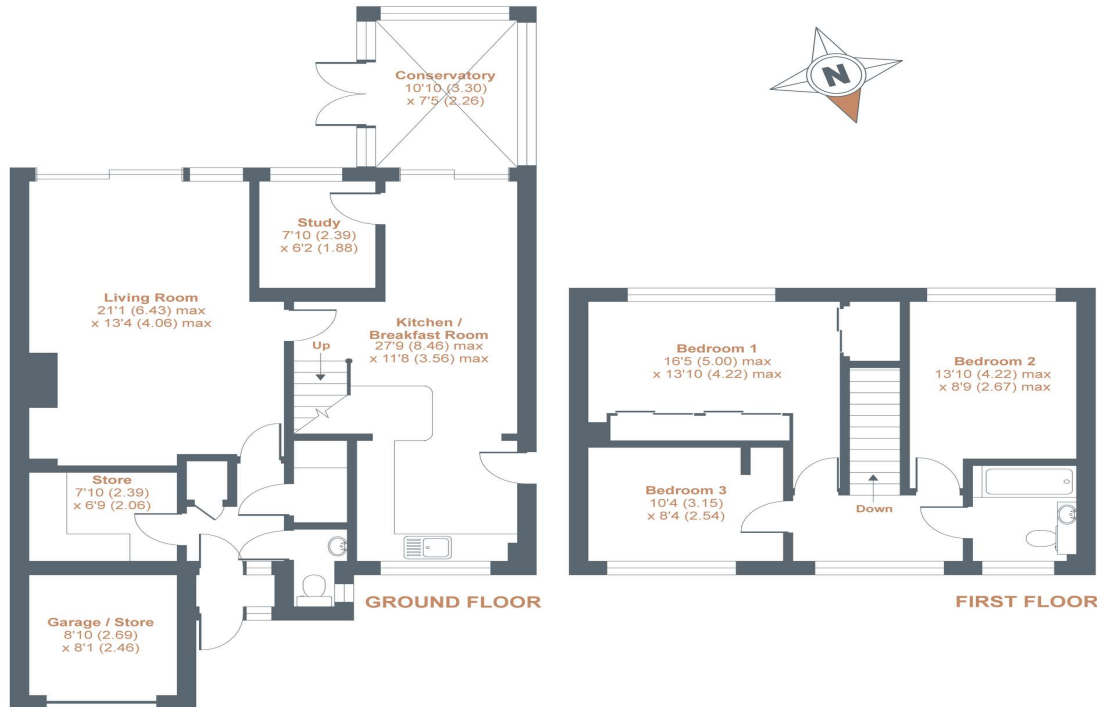 Conservatory
10'10 (3.30)
x 7'5 (2.26)
N
Study
7'10 (2.39)
x 6'2 (1.88)
Living Room
21'1 (6.43) max
x 13'4 (4.06) max
Kitchen /
Breakfast Room
27'9 (8.46) max
x 11'8 (3.56) max
Up
Store
7'10 (2.39)
x 6'9 (2.06)
Garage / Store
8'10 (2.69)
x 8'1 (2.46)
GROUND FLOOR
Bedroom 1
16'5 (5.00) max
x 13'10 (4.22) max
Bedroom 2
13'10 (4.22) max
x 8'9 (2.67) max
Bedroom 3
10'4 (3.15)
x 8'4 (2.54)
Down
FIRST FLOOR